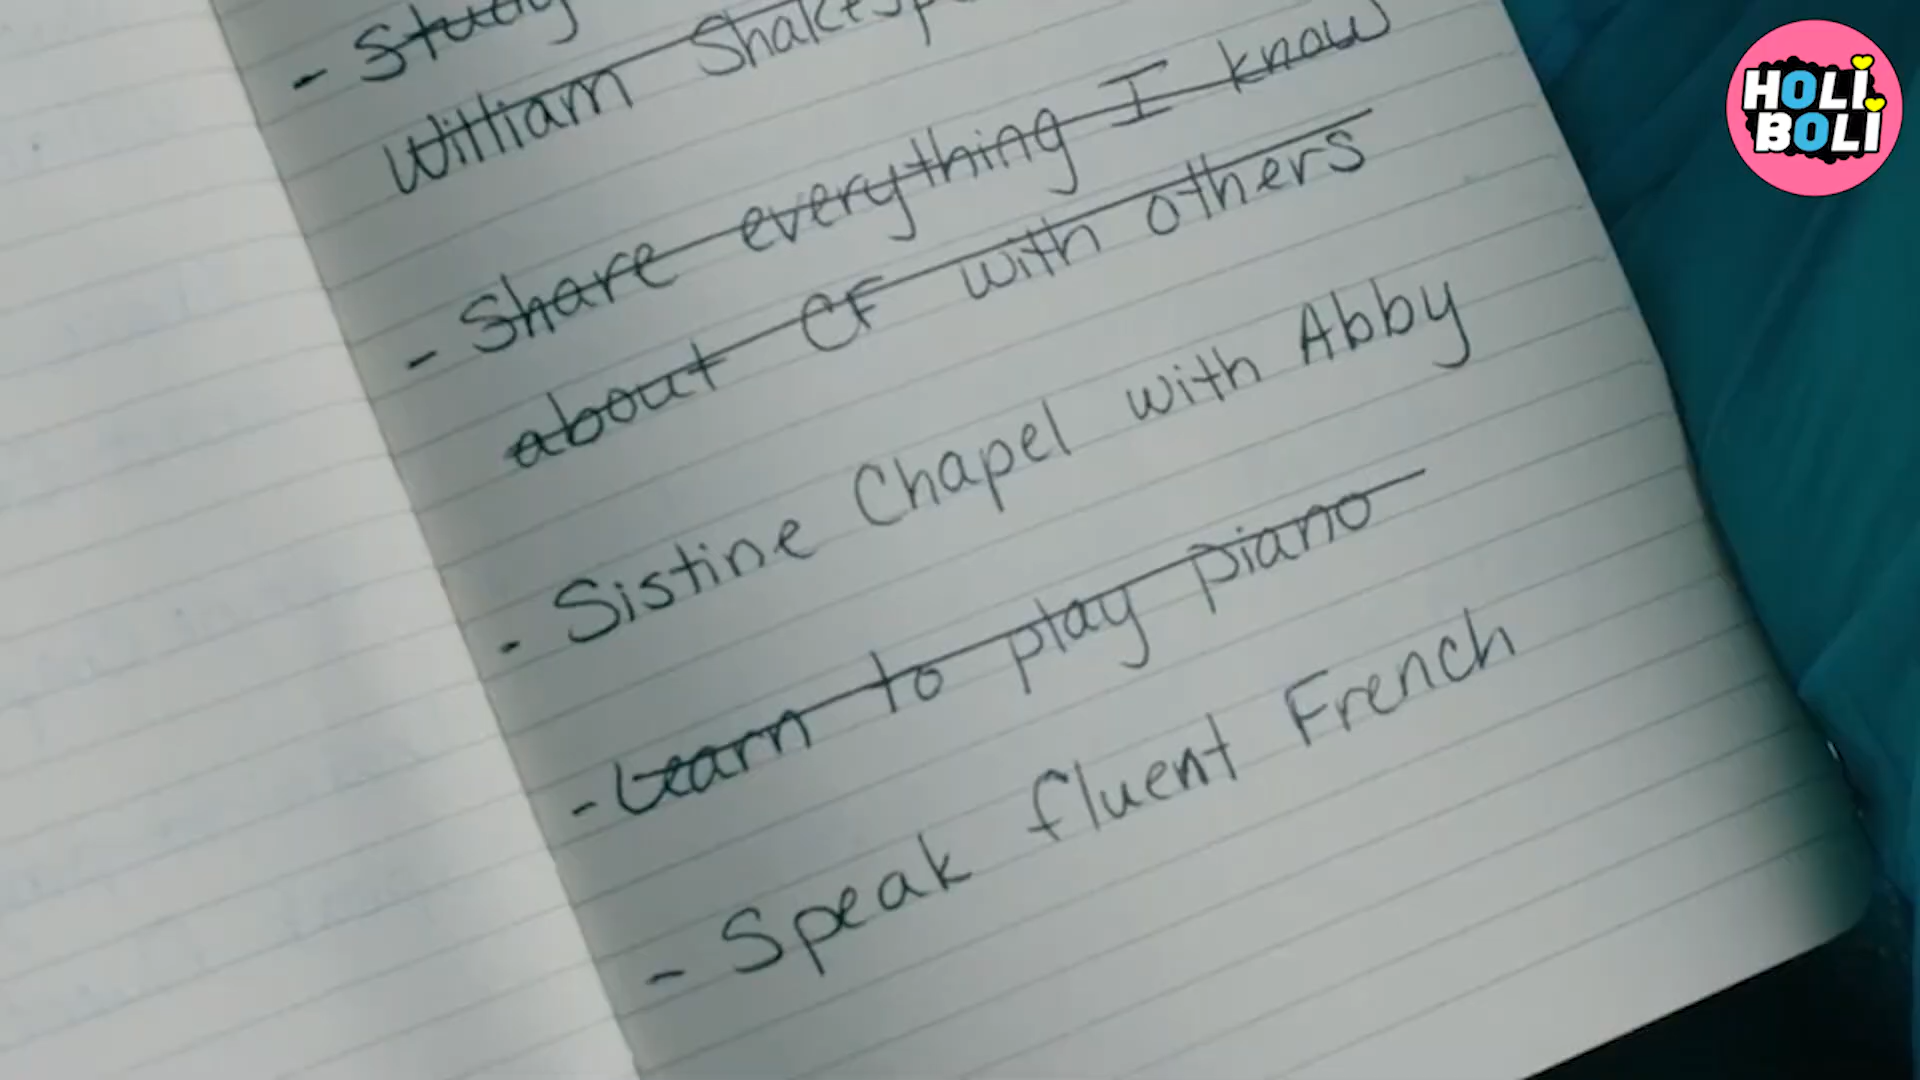 - Study
William Shakesp
- Share everything I know
about CF with others
- Sistine Chapel with Abby
- Learn to play piano
- Speak fluent French
HOLI
BOLI